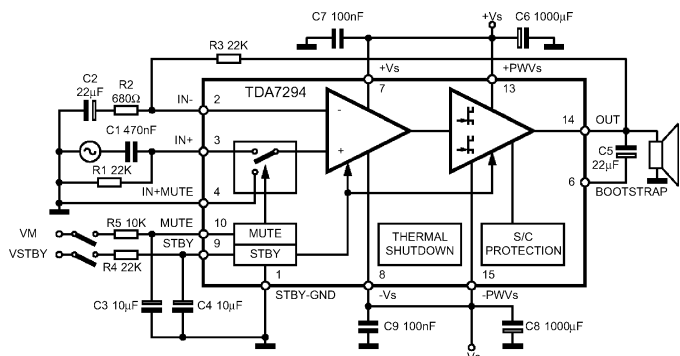 C7 100nF
+Vs
C6 1000µF
R3 22K
+Vs
+PWVs
C2
22µF
R2
680Ω
TDA7294
7
13
IN-
2
-
C1 470nF
IN+
3
+
14
OUT
R1 22K
C5
22µF
IN+MUTE
4
6
BOOTSTRAP
VM
R5 10K
MUTE
10
MUTE
THERMAL
SHUTDOWN
S/C
PROTECTION
VSTBY
STBY
9
STBY
R4 22K
1
8
15
STBY-GND
-Vs
-PWVs
C3 10µF
C4 10µF
C9 100nF
C8 1000µF